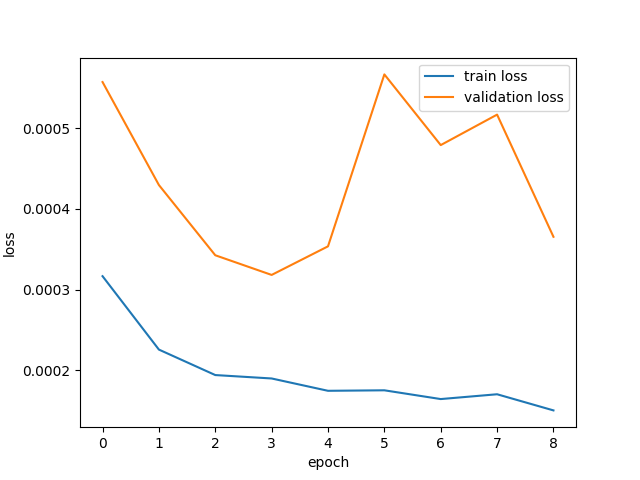 train loss
validation loss
0.0005
0.0004
0.0003
0.0002
loss
0 1 2 3 4 5 6 7 8
epoch